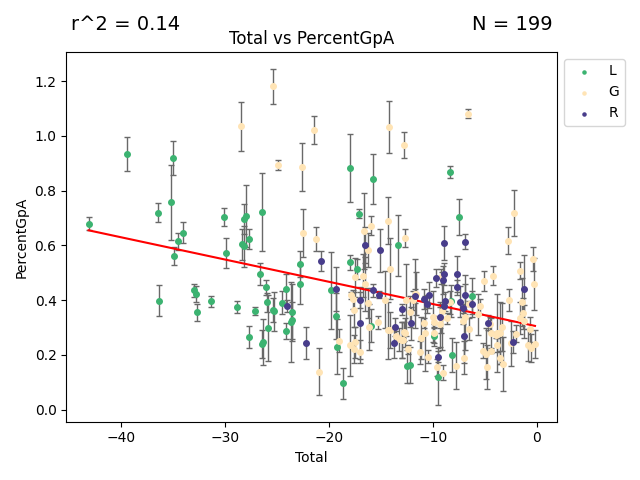 r^2 = 0.14
N = 199
Total vs PercentGpA
L
G
R
1.2
1.0
0.8
0.6
0.4
0.2
0.0
PercentGpA
−40
−30
−20
−10
0
Total